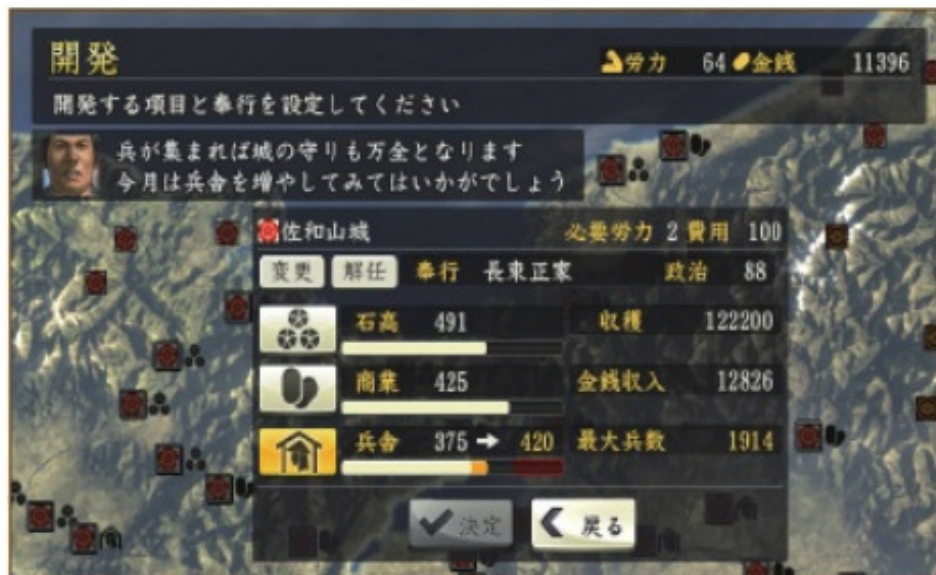 開発
労力 64 金銭 11396
開発する項目と奉行を設定してください
兵が集まれば城の守りも万全となります
今月は兵舎を増やしてみてはいかがでしょう
佐和山城 必要労力 2 費用 100
変更 解任 奉行 長束正家 政治 88
石高 491 収穫 122200
商業 425 金銭収入 12826
兵舎 375 → 420 最大兵数 1914
決定 戻る